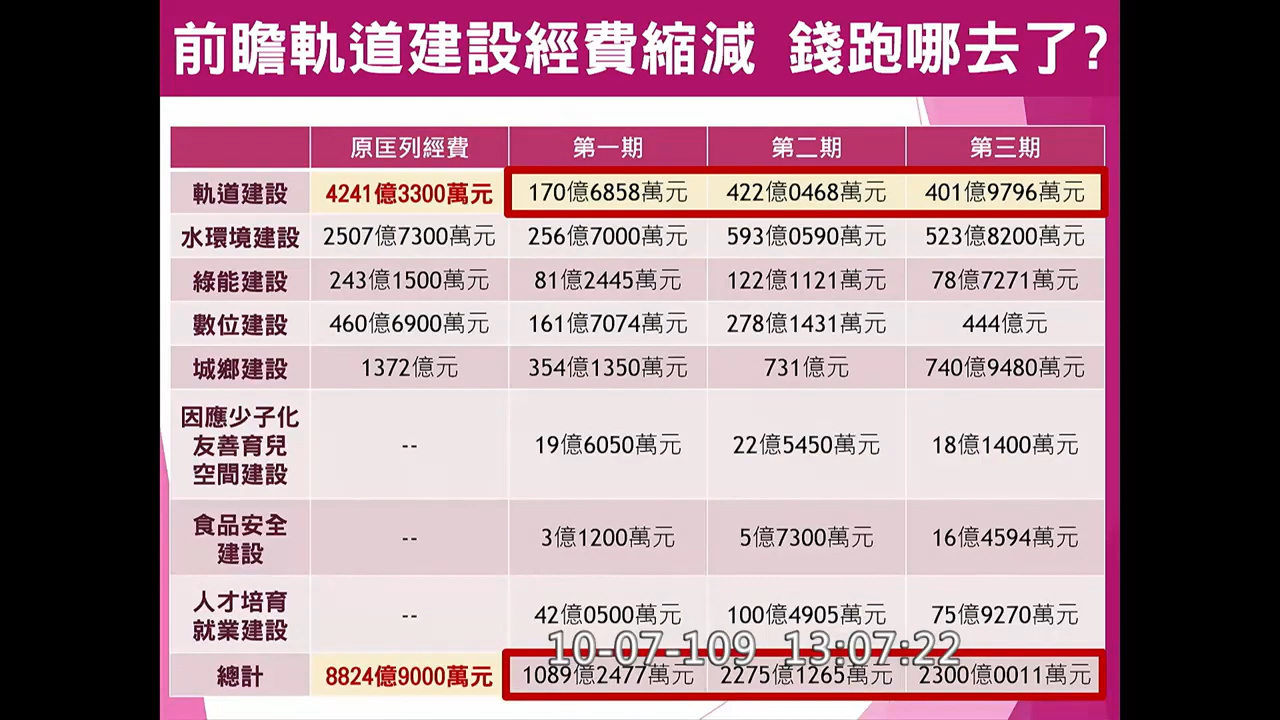 前瞻軌道建設經費縮減 錢跑哪去了?
原匡列經費 第一期 第二期 第三期
軌道建設 4241億3300萬元 170億6858萬元 422億0468萬元 401億9796萬元
水環境建設 2507億7300萬元 256億7000萬元 593億0590萬元 523億8200萬元
綠能建設 243億1500萬元 81億2445萬元 122億1121萬元 78億7271萬元
數位建設 460億6900萬元 161億7074萬元 278億1431萬元 444億元
城鄉建設 1372億元 354億1350萬元 731億元 740億9480萬元
因應少子化
友善育兒
空間建設 -- 19億6050萬元 22億5450萬元 18億1400萬元
食品安全
建設 -- 3億1200萬元 5億7300萬元 16億4594萬元
人才培育
就業建設 -- 42億0500萬元 100億4905萬元 75億9270萬元
10-07-109 13:07:22
總計 8824億9000萬元 1089億2477萬元 2275億1265萬元 2300億0011萬元